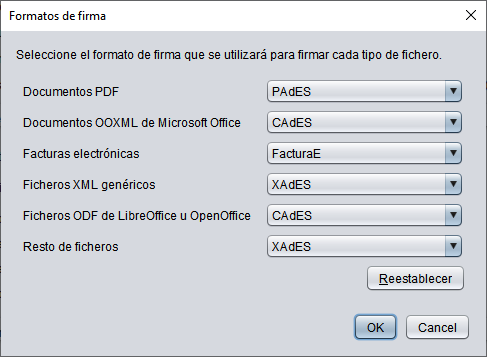 Formatos de firma
Seleccione el formato de firma que se utilizará para firmar cada tipo de fichero.
Documentos PDF PAdES
Documentos OOXML de Microsoft Office CAdES
Facturas electrónicas FacturaE
Ficheros XML genéricos XAdES
Ficheros ODF de LibreOffice u OpenOffice CAdES
Resto de ficheros XAdES
Reestablecer
OK Cancel